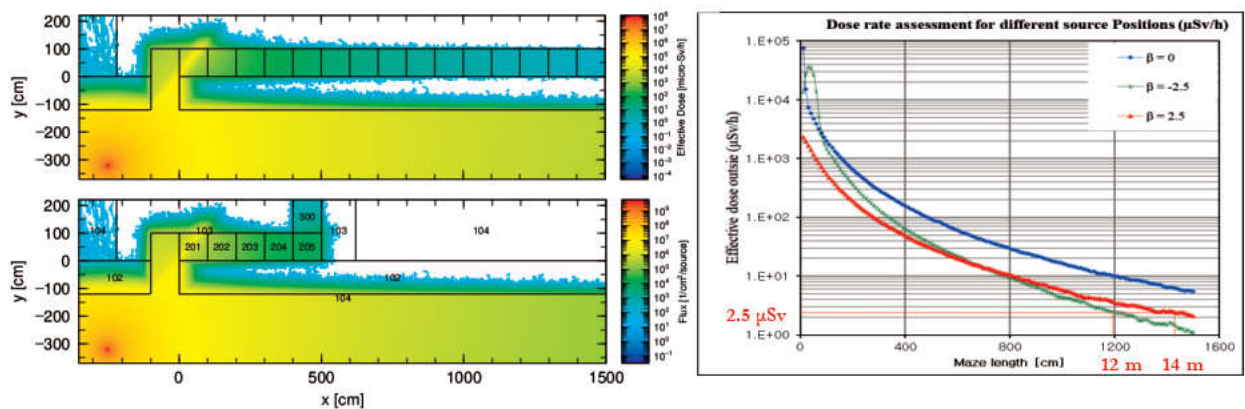 200
100
0
−100
−200
−300
y [cm]
10⁸
10⁷
10⁶
10⁵
10⁴
10³
10²
10¹
10⁰
10⁻¹
10⁻²
10⁻³
10⁻⁴
Effective Dose [micro-Sv/h]
200
100
0
−100
−200
−300
y [cm]
104
103
300
103
104
201
202
203
204
205
102
102
104
0
500
1000
1500
x [cm]
10⁹
10⁸
10⁷
10⁶
10⁵
10⁴
10³
10²
10¹
10⁰
10⁻¹
Flux [1/cm²/source]
Dose rate assessment for different source Positions (µSv/h)
1.E+05
1.E+04
1.E+03
1.E+02
1.E+01
1.E+00
Effective dose outsie (µSv/h)
β = 0
β = -2.5
β = 2.5
2.5 µSv
0
400
800
1200
1600
Maze length [cm]
12 m
14 m